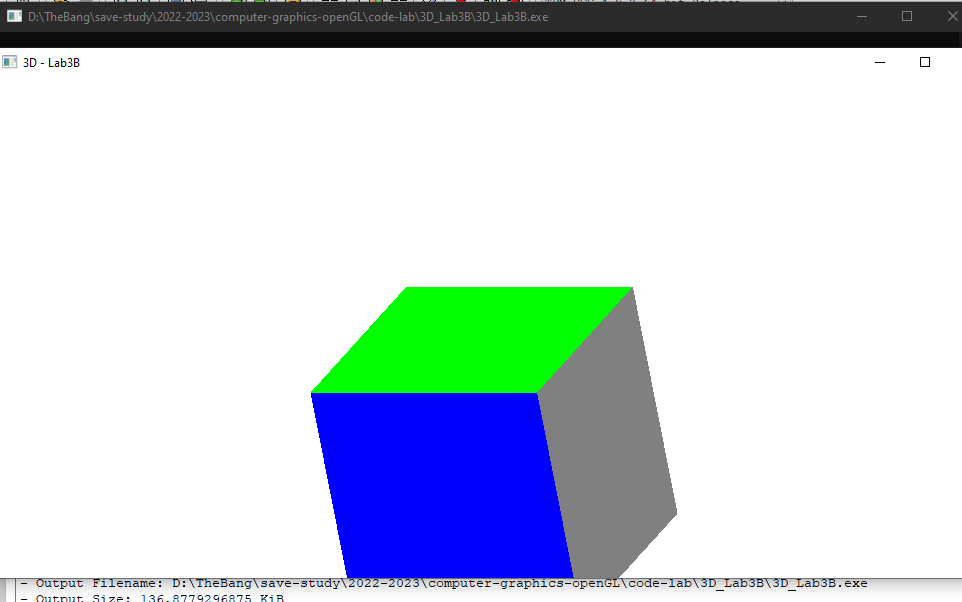 D:\TheBang\save-study\2022-2023\computer-graphics-openGL\code-lab\3D_Lab3B\3D_Lab3B.exe
3D - Lab3B
- Output Filename: D:\TheBang\save-study\2022-2023\computer-graphics-openGL\code-lab\3D_Lab3B\3D_Lab3B.exe
- Output Size: 136.8779296875 KiB